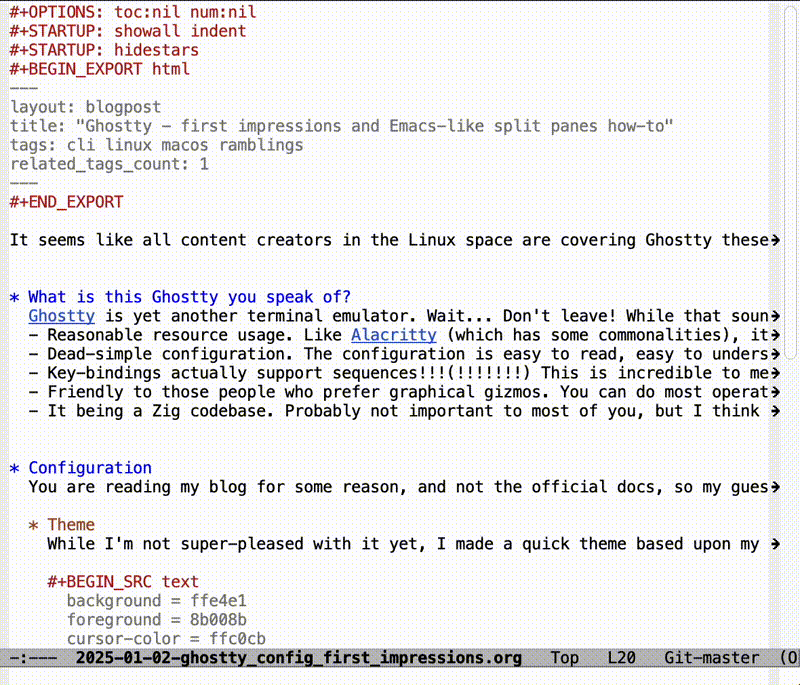 #+OPTIONS: toc:nil num:nil
#+STARTUP: showall indent
#+STARTUP: hidestars
#+BEGIN_EXPORT html
---
layout: blogpost
title: "Ghostty - first impressions and Emacs-like split panes how-to"
tags: cli linux macos ramblings
related_tags_count: 1
---
#+END_EXPORT
It seems like all content creators in the Linux space are covering Ghostty these
* What is this Ghostty you speak of?
Ghostty is yet another terminal emulator. Wait... Don't leave! While that soun
- Reasonable resource usage. Like Alacritty (which has some commonalities), it
- Dead-simple configuration. The configuration is easy to read, easy to unders
- Key-bindings actually support sequences!!!(!!!!!!!) This is incredible to me
- Friendly to those people who prefer graphical gizmos. You can do most operat
- It being a Zig codebase. Probably not important to most of you, but I think
* Configuration
You are reading my blog for some reason, and not the official docs, so my gues
* Theme
While I'm not super-pleased with it yet, I made a quick theme based upon my
#+BEGIN_SRC text
background = ffe4e1
foreground = 8b008b
cursor-color = ffc0cb
-:--- 2025-01-02-ghostty_config_first_impressions.org Top L20 Git-master (O